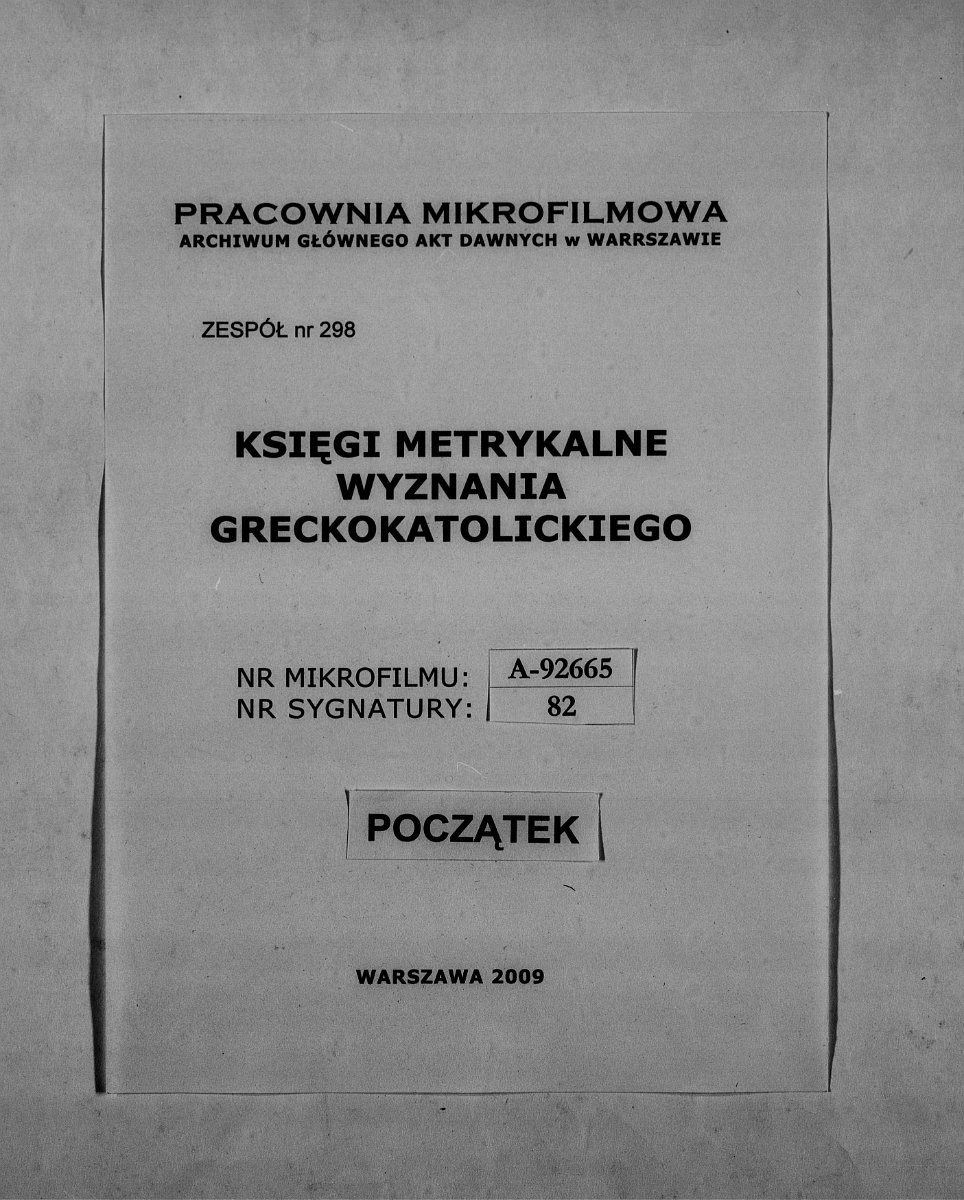 PRACOWNIA MIKROFILMOWA
ARCHIWUM GŁÓWNEGO AKT DAWNYCH w WARRSZAWIE
ZESPÓŁ nr 298
KSIĘGI METRYKALNE
WYZNANIA
GRECKOKATOLICKIEGO
NR MIKROFILMU: A-92665
NR SYGNATURY: 82
POCZĄTEK
WARSZAWA 2009